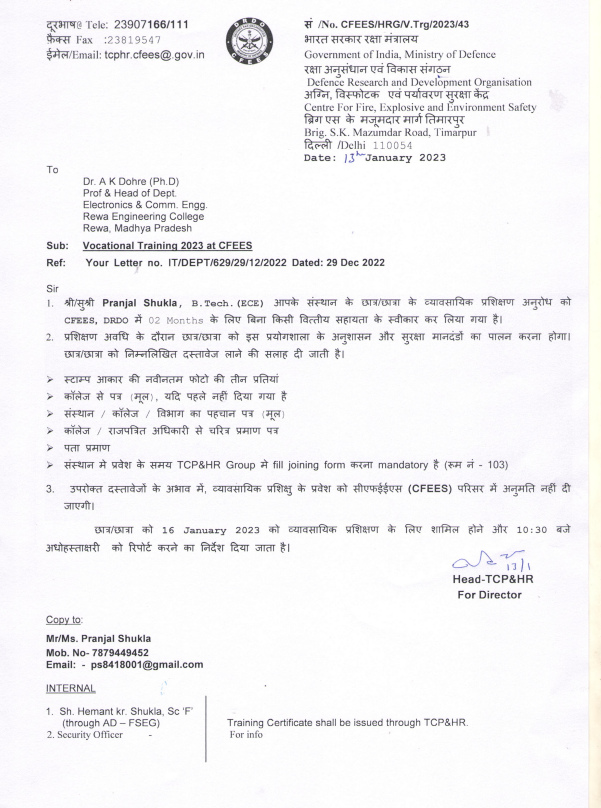 दूरभाष@ Tele: 23907166/111
फ़ैक्स Fax :23819547
ईमेल/Email: tcphr.cfees@.gov.in
DRDO
CFEES
सं /No. CFEES/HRG/V.Trg/2023/43
भारत सरकार रक्षा मंत्रालय
Government of India, Ministry of Defence
रक्षा अनुसंधान एवं विकास संगठन
Defence Research and Development Organisation
अग्नि, विस्फोटक एवं पर्यावरण सुरक्षा केंद्र
Centre For Fire, Explosive and Environment Safety
ब्रिग एस के मजूमदार मार्ग तिमारपुर
Brig. S.K. Mazumdar Road, Timarpur
दिल्ली /Delhi 110054
Date: 13th January 2023
To
Dr. A K Dohre (Ph.D)
Prof & Head of Dept.
Electronics & Comm. Engg.
Rewa Engineering College
Rewa, Madhya Pradesh
Sub: Vocational Training 2023 at CFEES
Ref: Your Letter no. IT/DEPT/629/29/12/2022 Dated: 29 Dec 2022
Sir
1. श्री/सुश्री Pranjal Shukla, B.Tech.(ECE) आपके संस्थान के छात्र/छात्रा के व्यावसायिक प्रशिक्षण अनुरोध को
CFEES, DRDO में 02 Months के लिए बिना किसी वित्तीय सहायता के स्वीकार कर लिया गया है।
2. प्रशिक्षण अवधि के दौरान छात्र/छात्रा को इस प्रयोगशाला के अनुशासन और सुरक्षा मानदंडों का पालन करना होगा।
छात्र/छात्रा को निम्नलिखित दस्तावेज लाने की सलाह दी जाती है।
➢ स्टाम्प आकार की नवीनतम फोटो की तीन प्रतियां
➢ कॉलेज से पत्र (मूल), यदि पहले नहीं दिया गया है
➢ संस्थान / कॉलेज / विभाग का पहचान पत्र (मूल)
➢ कॉलेज / राजपत्रित अधिकारी से चरित्र प्रमाण पत्र
➢ पता प्रमाण
➢ संस्थान मे प्रवेश के समय TCP&HR Group मे fill joining form करना mandatory है (रूम नं - 103)
3. उपरोक्त दस्तावेजों के अभाव में, व्यावसायिक प्रशिक्षु के प्रवेश को सीएफईईएस (CFEES) परिसर में अनुमति नहीं दी
जाएगी।
छात्र/छात्रा को 16 January 2023 को व्यावसायिक प्रशिक्षण के लिए शामिल होने और 10:30 बजे
अधोहस्ताक्षरी को रिपोर्ट करने का निर्देश दिया जाता है।
13/1
Head-TCP&HR
For Director
Copy to:
Mr/Ms. Pranjal Shukla
Mob. No- 7879449452
Email: - ps8418001@gmail.com
INTERNAL
1. Sh. Hemant kr. Shukla, Sc 'F'
(through AD – FSEG)
Training Certificate shall be issued through TCP&HR.
2. Security Officer -
For info